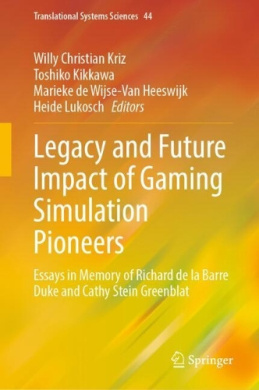 Translational Systems Sciences 44
Willy Christian Kriz
Toshiko Kikkawa
Marieke de Wijse-Van Heeswijk
Heide Lukosch Editors
Legacy and Future
Impact of Gaming
Simulation
Pioneers
Essays in Memory of Richard de la Barre
Duke and Cathy Stein Greenblat
Springer